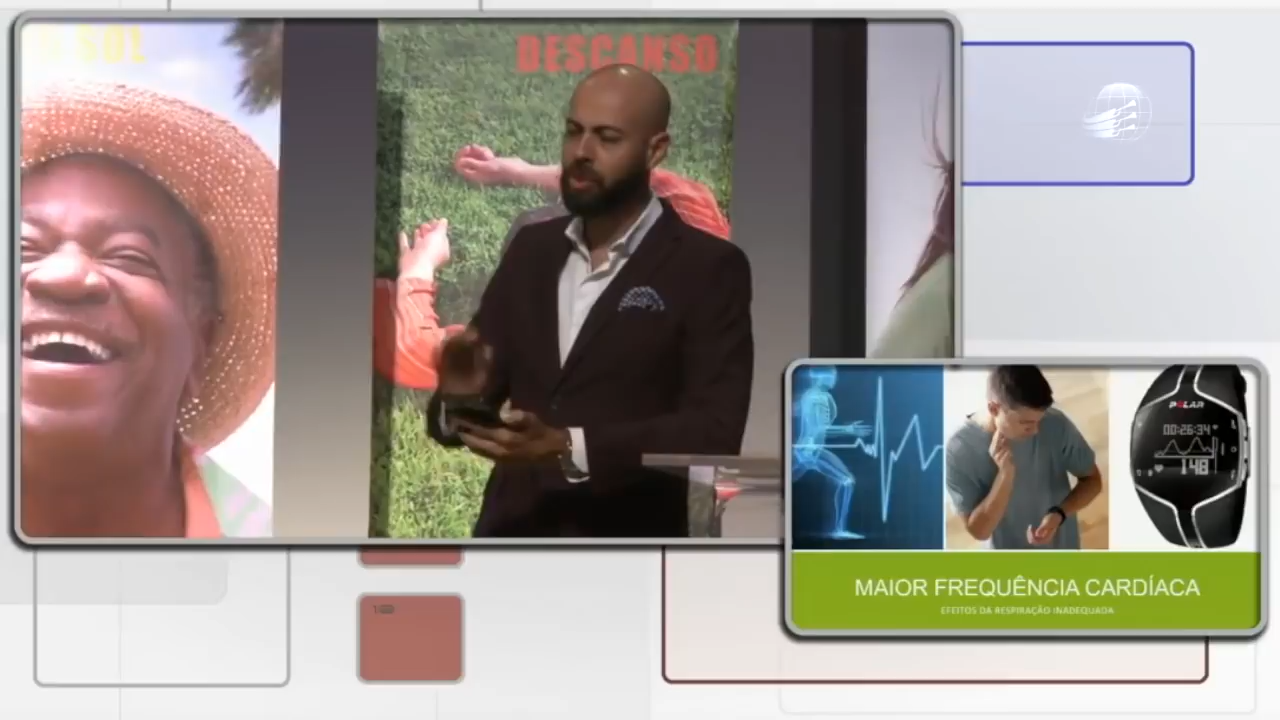 SOL
DESCANSO
POLAR
00:26:34
148
MAIOR FREQUÊNCIA CARDÍACA
EFEITOS DA RESPIRAÇÃO INADEQUADA